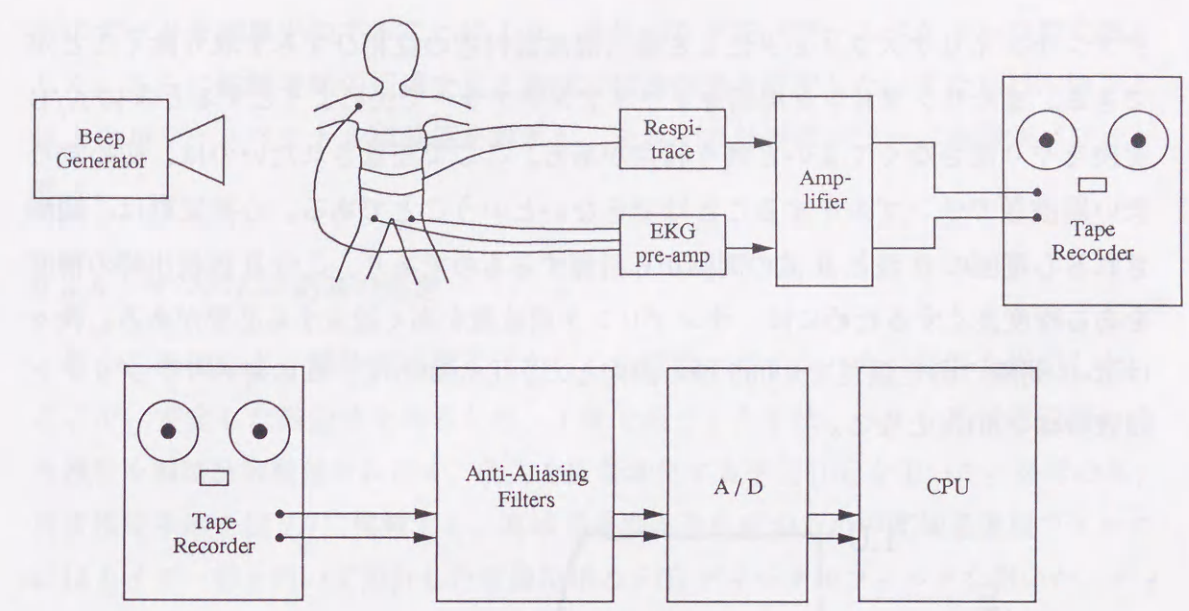 Beep
Generator
Respi-
trace
EKG
pre-amp
Amp-
lifier
Tape
Recorder
Tape
Recorder
Anti-Aliasing
Filters
A/D
CPU